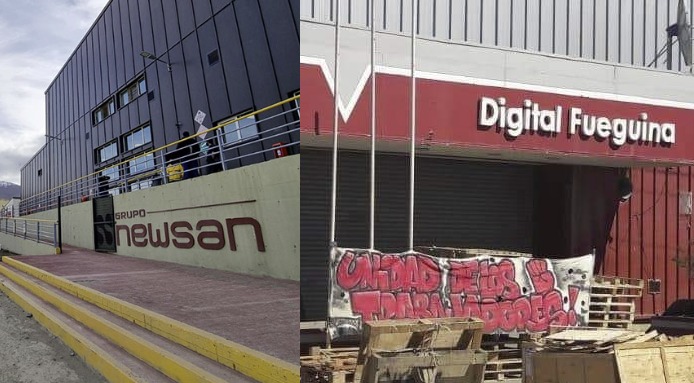 GRUPO
newsan
Digital Fueguina
UNIDAD DE LOS
TRABAJADORES